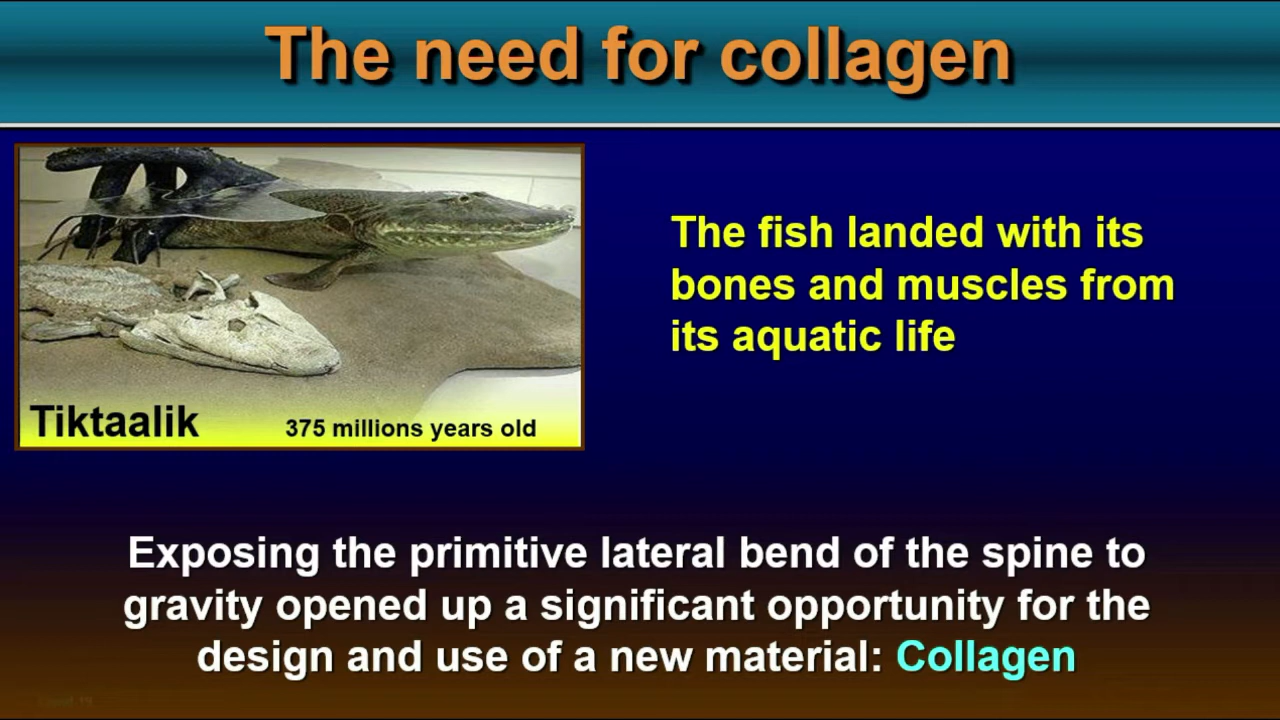 The need for collagen
The fish landed with its
bones and muscles from
its aquatic life
Tiktaalik
375 millions years old
Exposing the primitive lateral bend of the spine to
gravity opened up a significant opportunity for the
design and use of a new material: Collagen